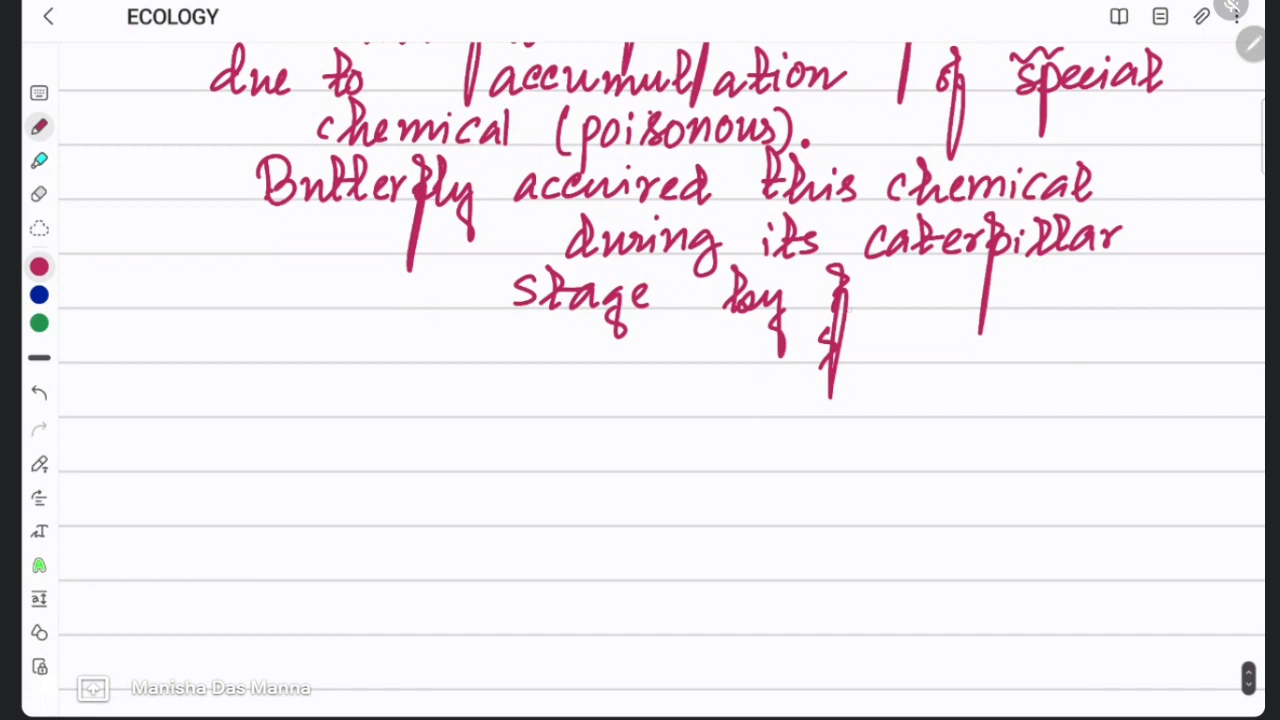 ECOLOGY
due to accumulation of special
chemical (poisonous).
Butterfly accuired this chemical
during its caterpillar
stage by f
Manisha Das Manna